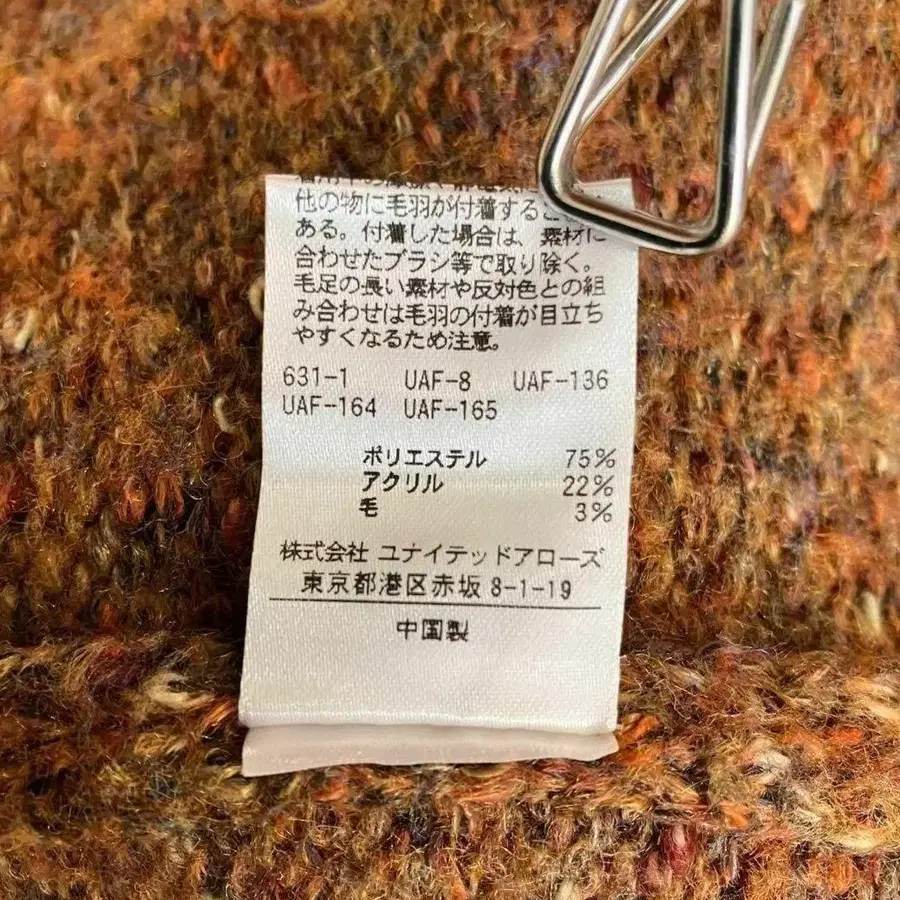 他の物に毛羽が付着すること
ある。付着した場合は、素材に
合わせたブラシ等で取り除く。
毛足の長い素材や反対色との組
み合わせは毛羽の付着が目立ち
やすくなるため注意。
631-1 UAF-8 UAF-136
UAF-164 UAF-165
ポリエステル 75%
アクリル 22%
毛 3%
株式会社 ユナイテッドアローズ
東京都港区赤坂 8-1-19
中国製